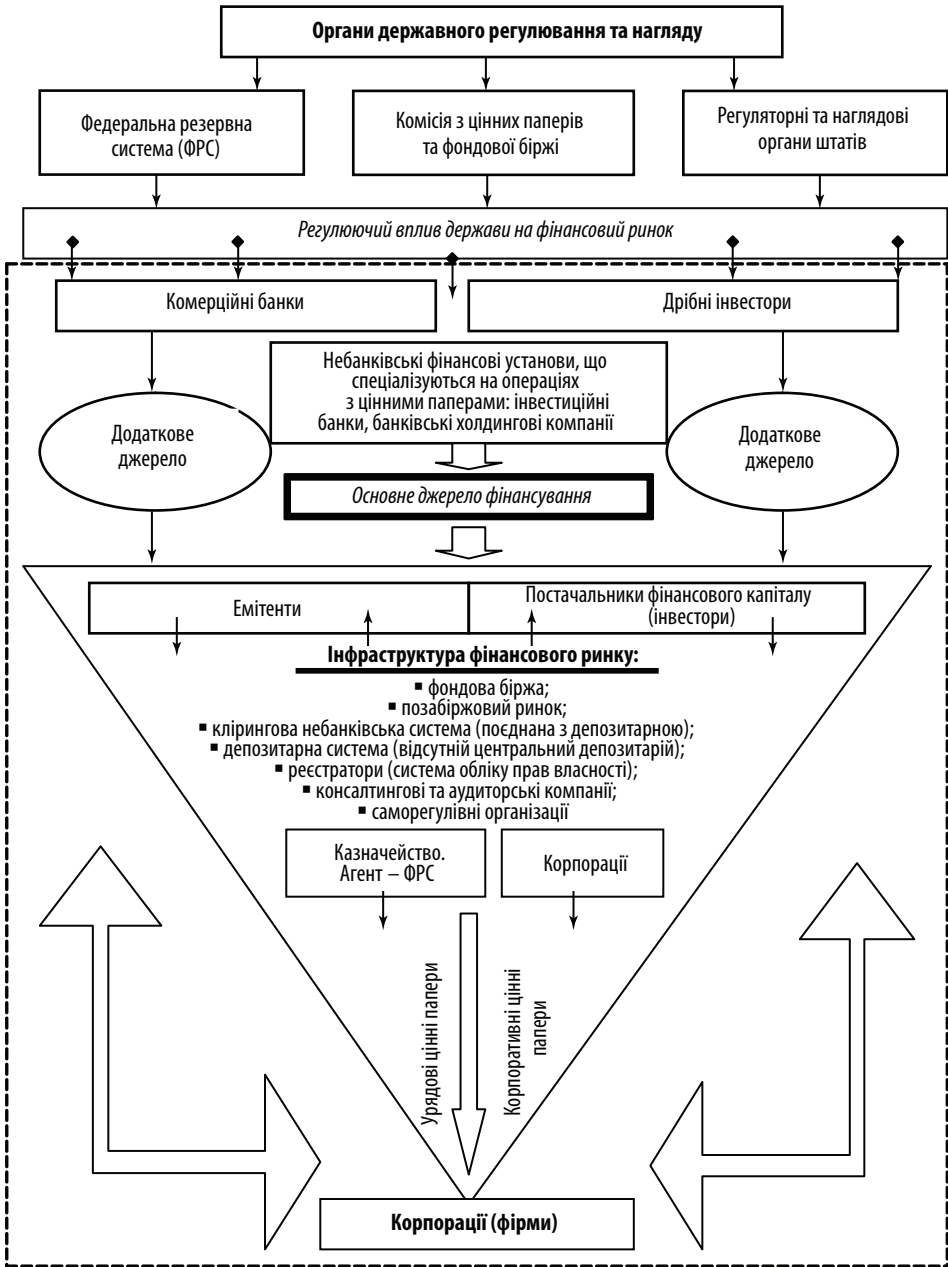 Органи державного регулювання та нагляду
Федеральна резервна
система (ФРС)
Комісія з цінних паперів
та фондової біржі
Регуляторні та наглядові
органи штатів
Регулюючий вплив держави на фінансовий ринок
Комерційні банки
Дрібні інвестори
Небанківські фінансові установи, що
спеціалізуються на операціях
з цінними паперами: інвестиційні
банки, банківські холдингові компанії
Додаткове
джерело
Додаткове
джерело
Основне джерело фінансування
Емітенти
Постачальники фінансового капіталу
(інвестори)
Інфраструктура фінансового ринку:
▪ фондова біржа;
▪ позабіржовий ринок;
▪ клірингова небанківська система (поєднана з депозитарною);
▪ депозитарна система (відсутній центральний депозитарій);
▪ реєстратори (система обліку прав власності);
▪ консалтингові та аудиторські компанії;
▪ саморегулівні організації
Казначейство.
Агент – ФРС
Корпорації
Урядові цінні папери
Корпоративні цінні
папери
Корпорації (фірми)